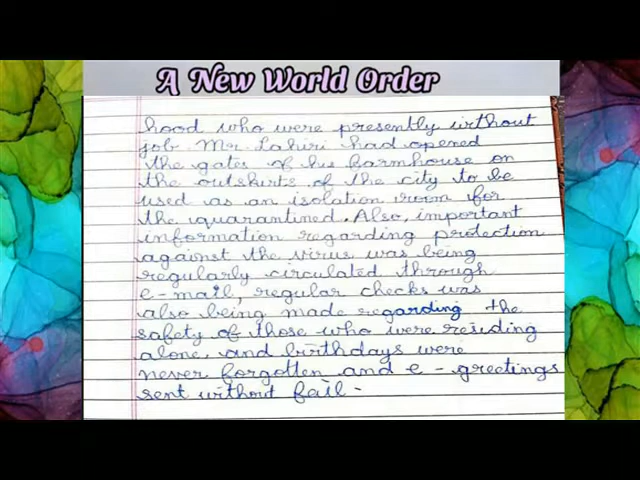 A New World Order
hood who were presently without
job. Mr. Lahiri had opened
the gates of his farmhouse on
the outskirts of the city to be
used as an isolation room for
the quarantined. Also, important
information regarding protection
against the virus was being
regularly circulated through
e-mail, regular checks was
also being made regarding the
safety of those who were residing
alone, and birthdays were
never forgotten and e-greetings
sent without fail.